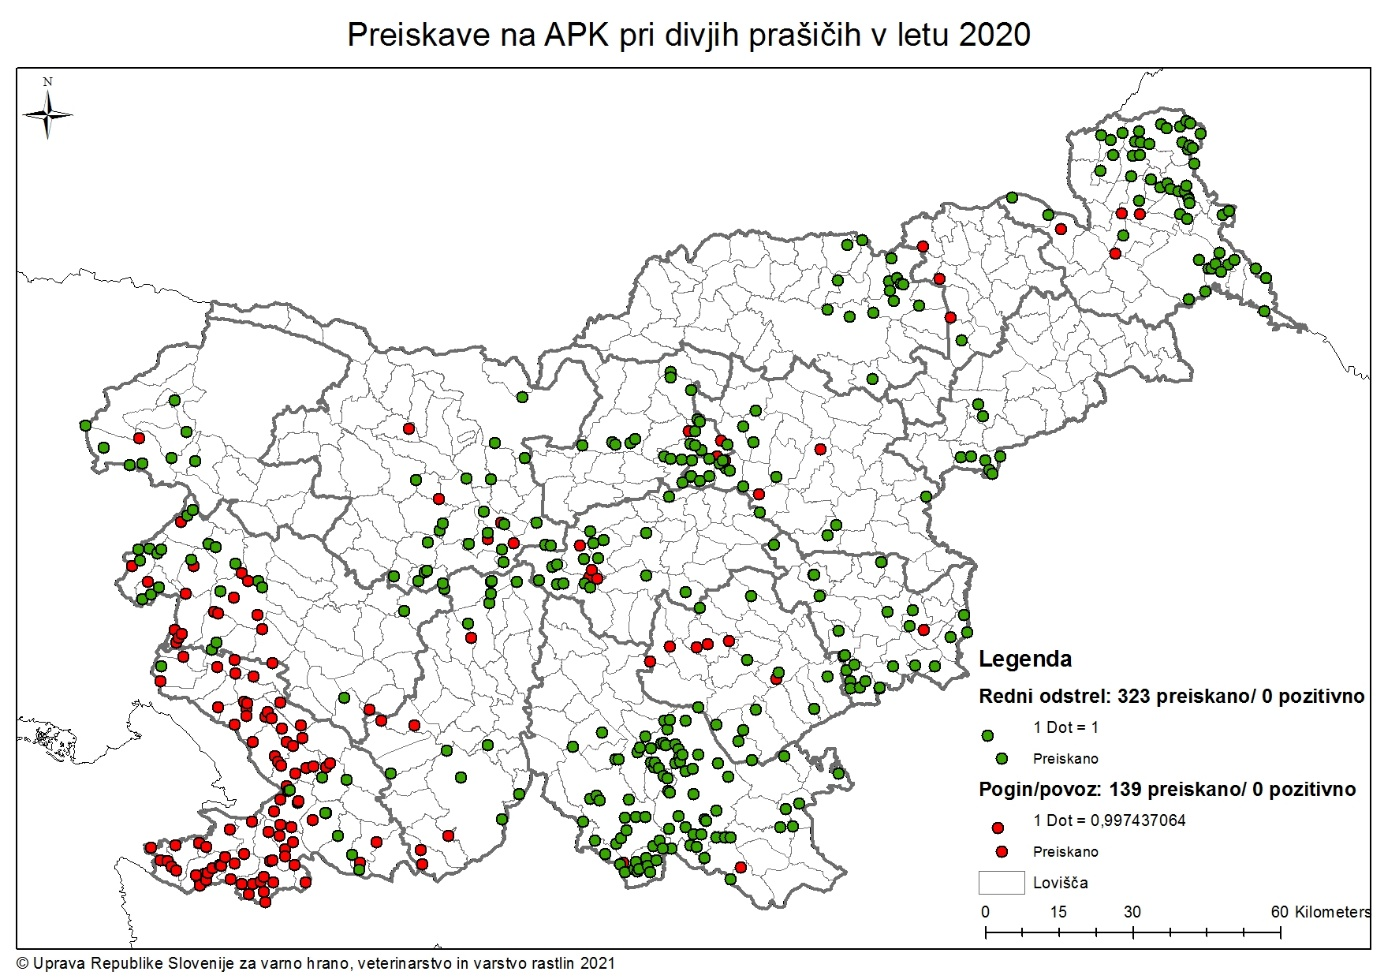 Preiskave na APK pri divjih prašičih v letu 2020
N
Legenda
Redni odstrel: 323 preiskano/ 0 pozitivno
1 Dot = 1
Preiskano
Pogin/povoz: 139 preiskano/ 0 pozitivno
1 Dot = 0,997437064
Preiskano
Lovišča
0 15 30 60 Kilometers
© Uprava Republike Slovenije za varno hrano, veterinarstvo in varstvo rastlin 2021